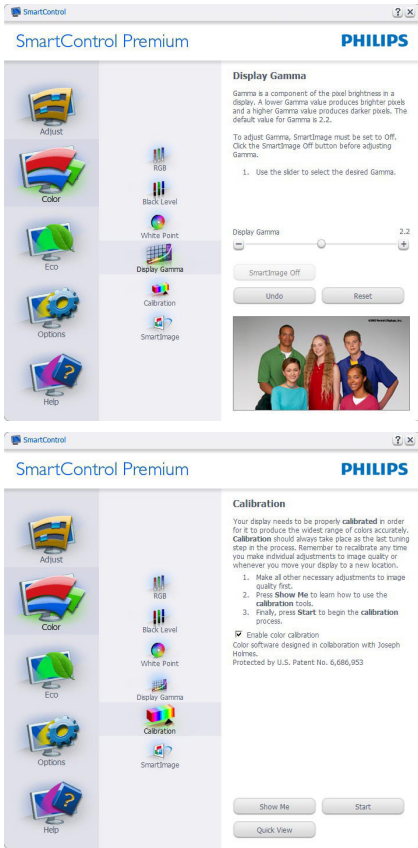 SmartControl
SmartControl Premium
PHILIPS
Adjust
Color
Eco
Options
Help
RGB
Black Level
White Point
Display Gamma
Calibration
SmartImage
Display Gamma
Gamma is a component of the pixel brightness in a
display. A lower Gamma value produces brighter pixels
and a higher Gamma value produces darker pixels. The
default value for Gamma is 2.2.
To adjust Gamma, SmartImage must be set to Off.
Click the SmartImage Off button before adjusting
Gamma.
1. Use the slider to select the desired Gamma.
Display Gamma 2.2
SmartImage Off
Undo Reset
SmartControl
SmartControl Premium
PHILIPS
Adjust
Color
Eco
Options
Help
RGB
Black Level
White Point
Display Gamma
Calibration
SmartImage
Calibration
Your display needs to be properly calibrated in order
for it to produce the widest range of colors accurately.
Calibration should always take place as the last tuning
step in the process. Remember to recalibrate any time
you make individual adjustments to image quality or
whenever you move your display to a new location.
1. Make all other necessary adjustments to image
quality first.
2. Press Show Me to learn how to use the
calibration tools.
3. Finally, press Start to begin the calibration
process.
Enable color calibration
Color software designed in collaboration with Joseph
Holmes.
Protected by U.S. Patent No. 6,686,953
Show Me Start
Quick View